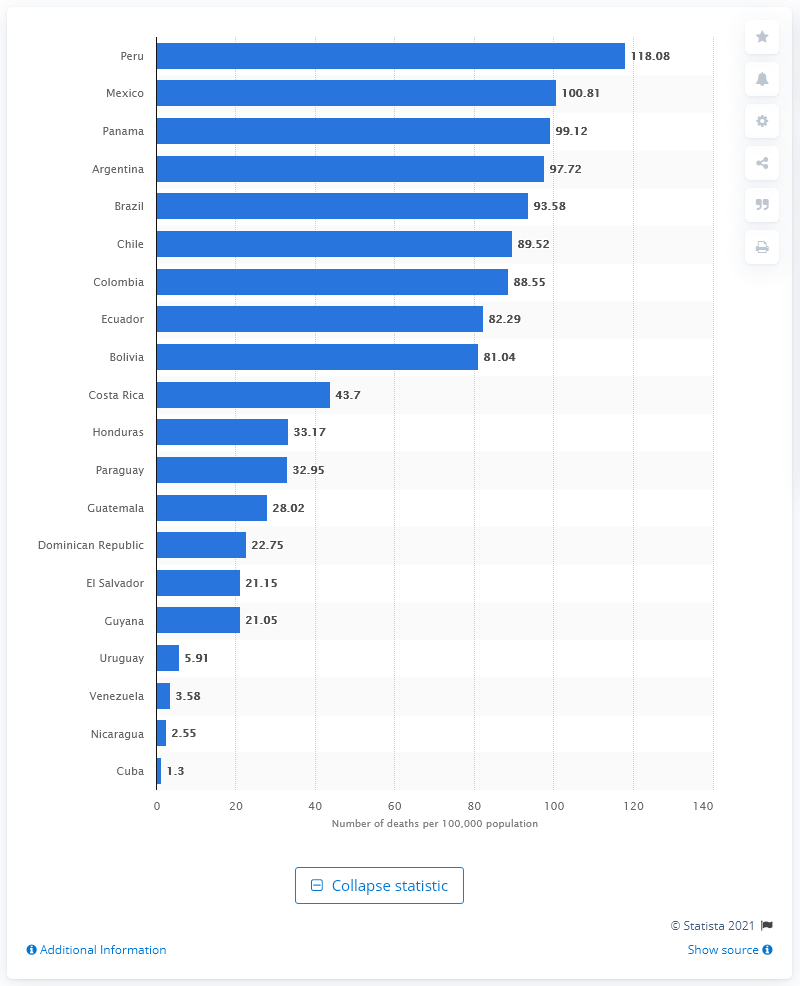 Peru 118.08
Mexico 100.81
Panama 99.12
Argentina 97.72
Brazil 93.58
Chile 89.52
Colombia 88.55
Ecuador 82.29
Bolivia 81.04
Costa Rica 43.7
Honduras 33.17
Paraguay 32.95
Guatemala 28.02
Dominican Republic 22.75
El Salvador 21.15
Guyana 21.05
Uruguay 5.91
Venezuela 3.58
Nicaragua 2.55
Cuba 1.3
0 20 40 60 80 100 120 140
Number of deaths per 100,000 population
Collapse statistic
© Statista 2021
Additional Information Show source